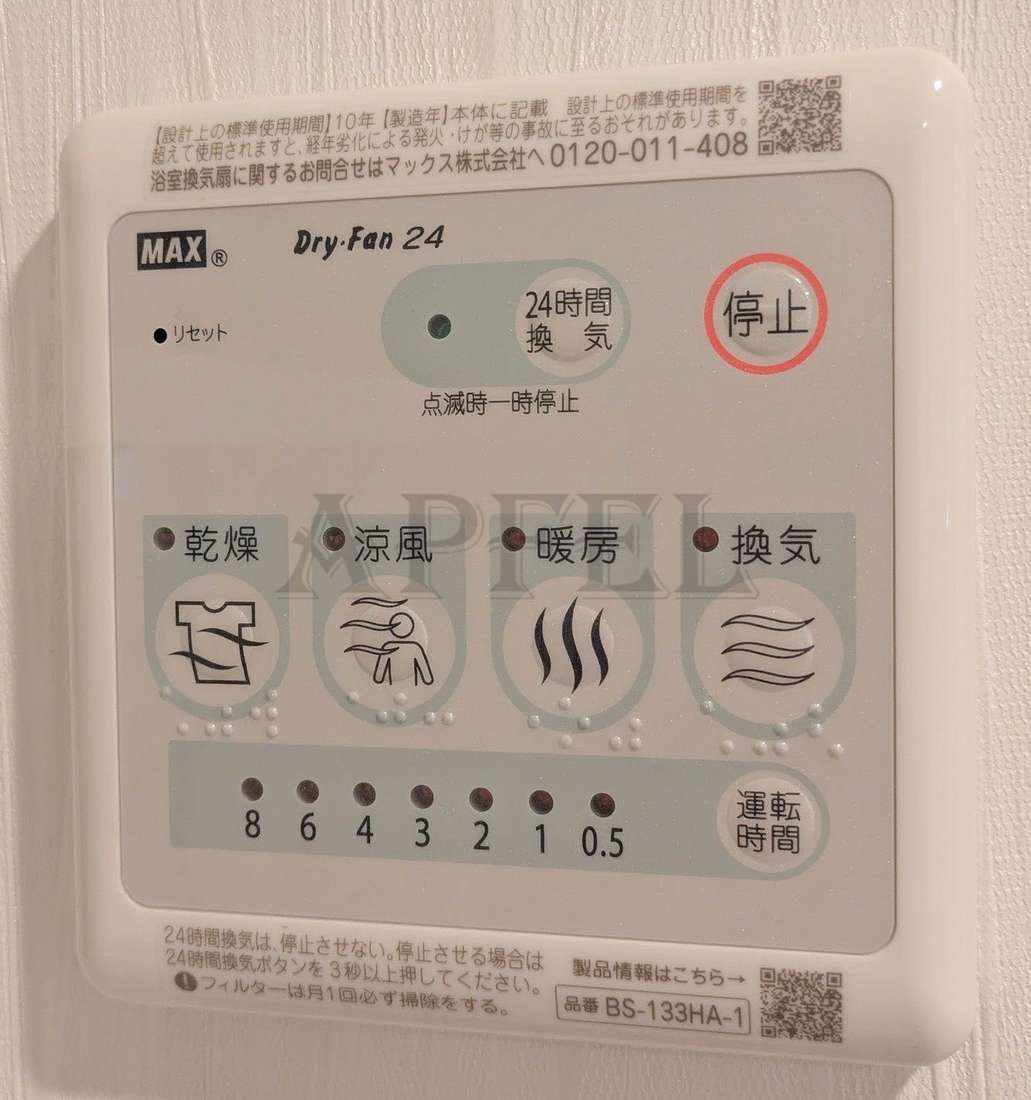 【設計上の標準使用期間】10年【製造年】本体に記載　設計上の標準使用期間を
超えて使用されますと、経年劣化による発火・けが等の事故に至るおそれがあります。
浴室換気扇に関するお問合せはマックス株式会社へ 0120-011-408
MAX® Dry・Fan 24
24時間
換　気
停止
リセット
点滅時一時停止
APFEL
乾燥 涼風 暖房 換気
8 6 4 3 2 1 0.5
運転
時間
24時間換気は、停止させない。停止させる場合は
24時間換気ボタンを3秒以上押してください。
フィルターは月1回必ず掃除をする。
製品情報はこちら→
品番 BS-133HA-1